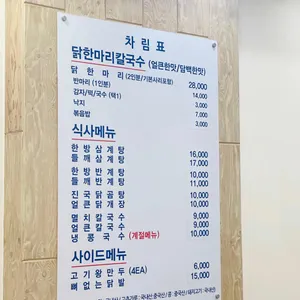 차 림 표
닭한마리칼국수 (얼큰한맛/담백한맛)
닭 한 마 리 (2인분/기본사리포함) 28,000
반마리 (1인분) 14,000
감자/떡/국수 (택1) 3,000
낙지 7,000
볶음밥 3,000
식사메뉴
한 방 삼 계 탕 16,000
들 깨 삼 계 탕 17,000
한 방 반 계 탕 10,000
들 깨 반 계 탕 11,000
진 국 닭 곰 탕 10,000
얼 큰 닭 개 장 10,000
멸 치 칼 국 수 9,000
얼 큰 칼 국 수 9,000
냉 콩 국 수 (계절메뉴) 10,000
사이드메뉴
고 기 왕 만 두 (4EA) 6,000
뼈 없 는 닭 발 15,000